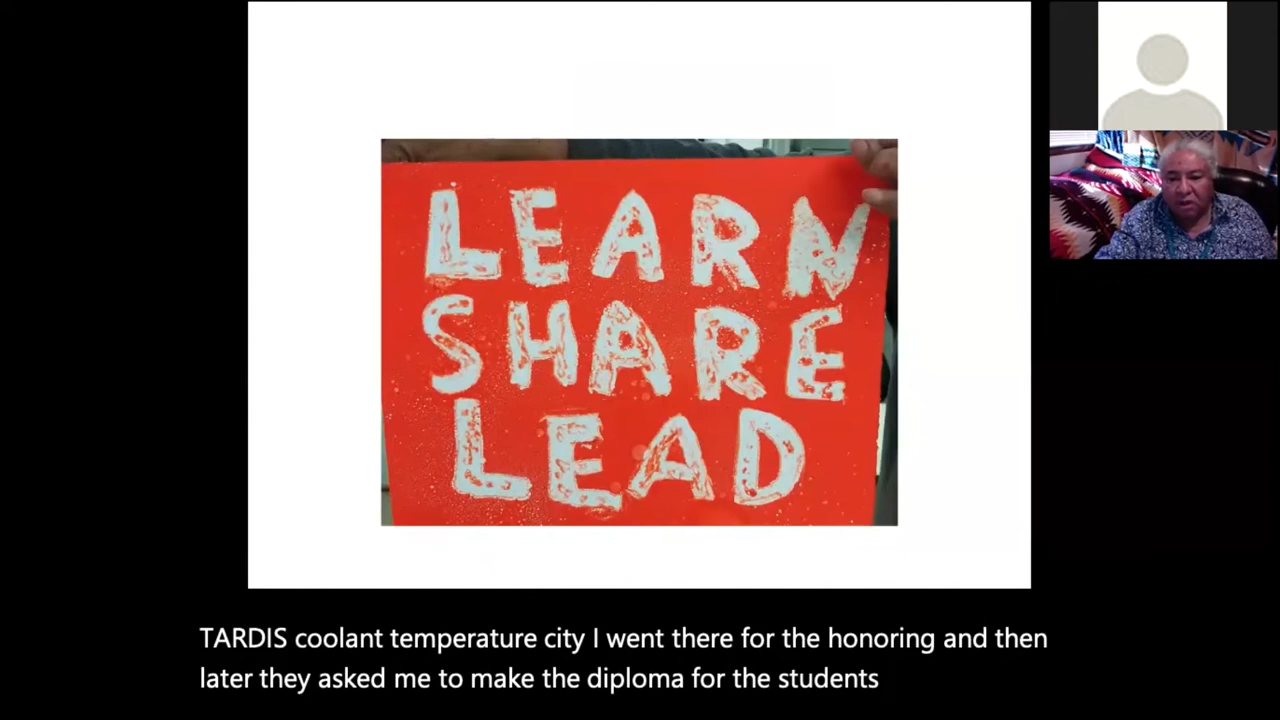 LEARN
SHARE
LEAD
TARDIS coolant temperature city I went there for the honoring and then
later they asked me to make the diploma for the students